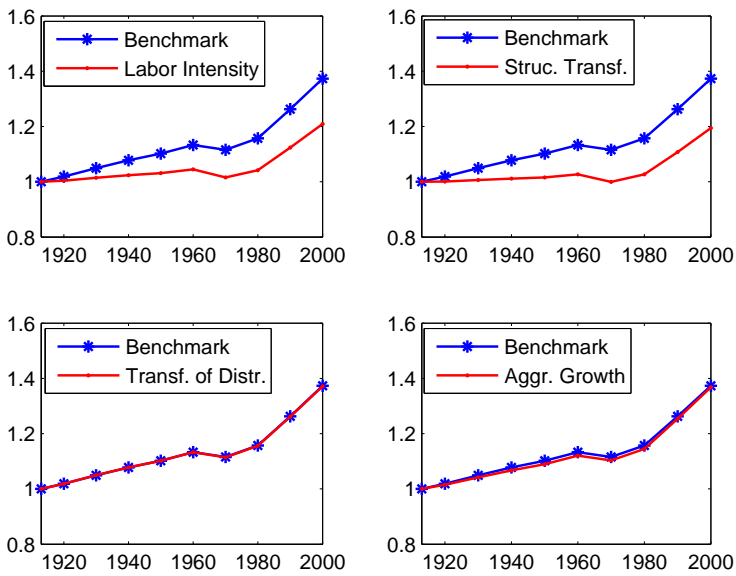 1.6
Benchmark
Labor Intensity
1.4
1.2
1
0.8
1920 1940 1960 1980 2000
1.6
Benchmark
Struc. Transf.
1.4
1.2
1
0.8
1920 1940 1960 1980 2000
1.6
Benchmark
Transf. of Distr.
1.4
1.2
1
0.8
1920 1940 1960 1980 2000
1.6
Benchmark
Aggr. Growth
1.4
1.2
1
0.8
1920 1940 1960 1980 2000